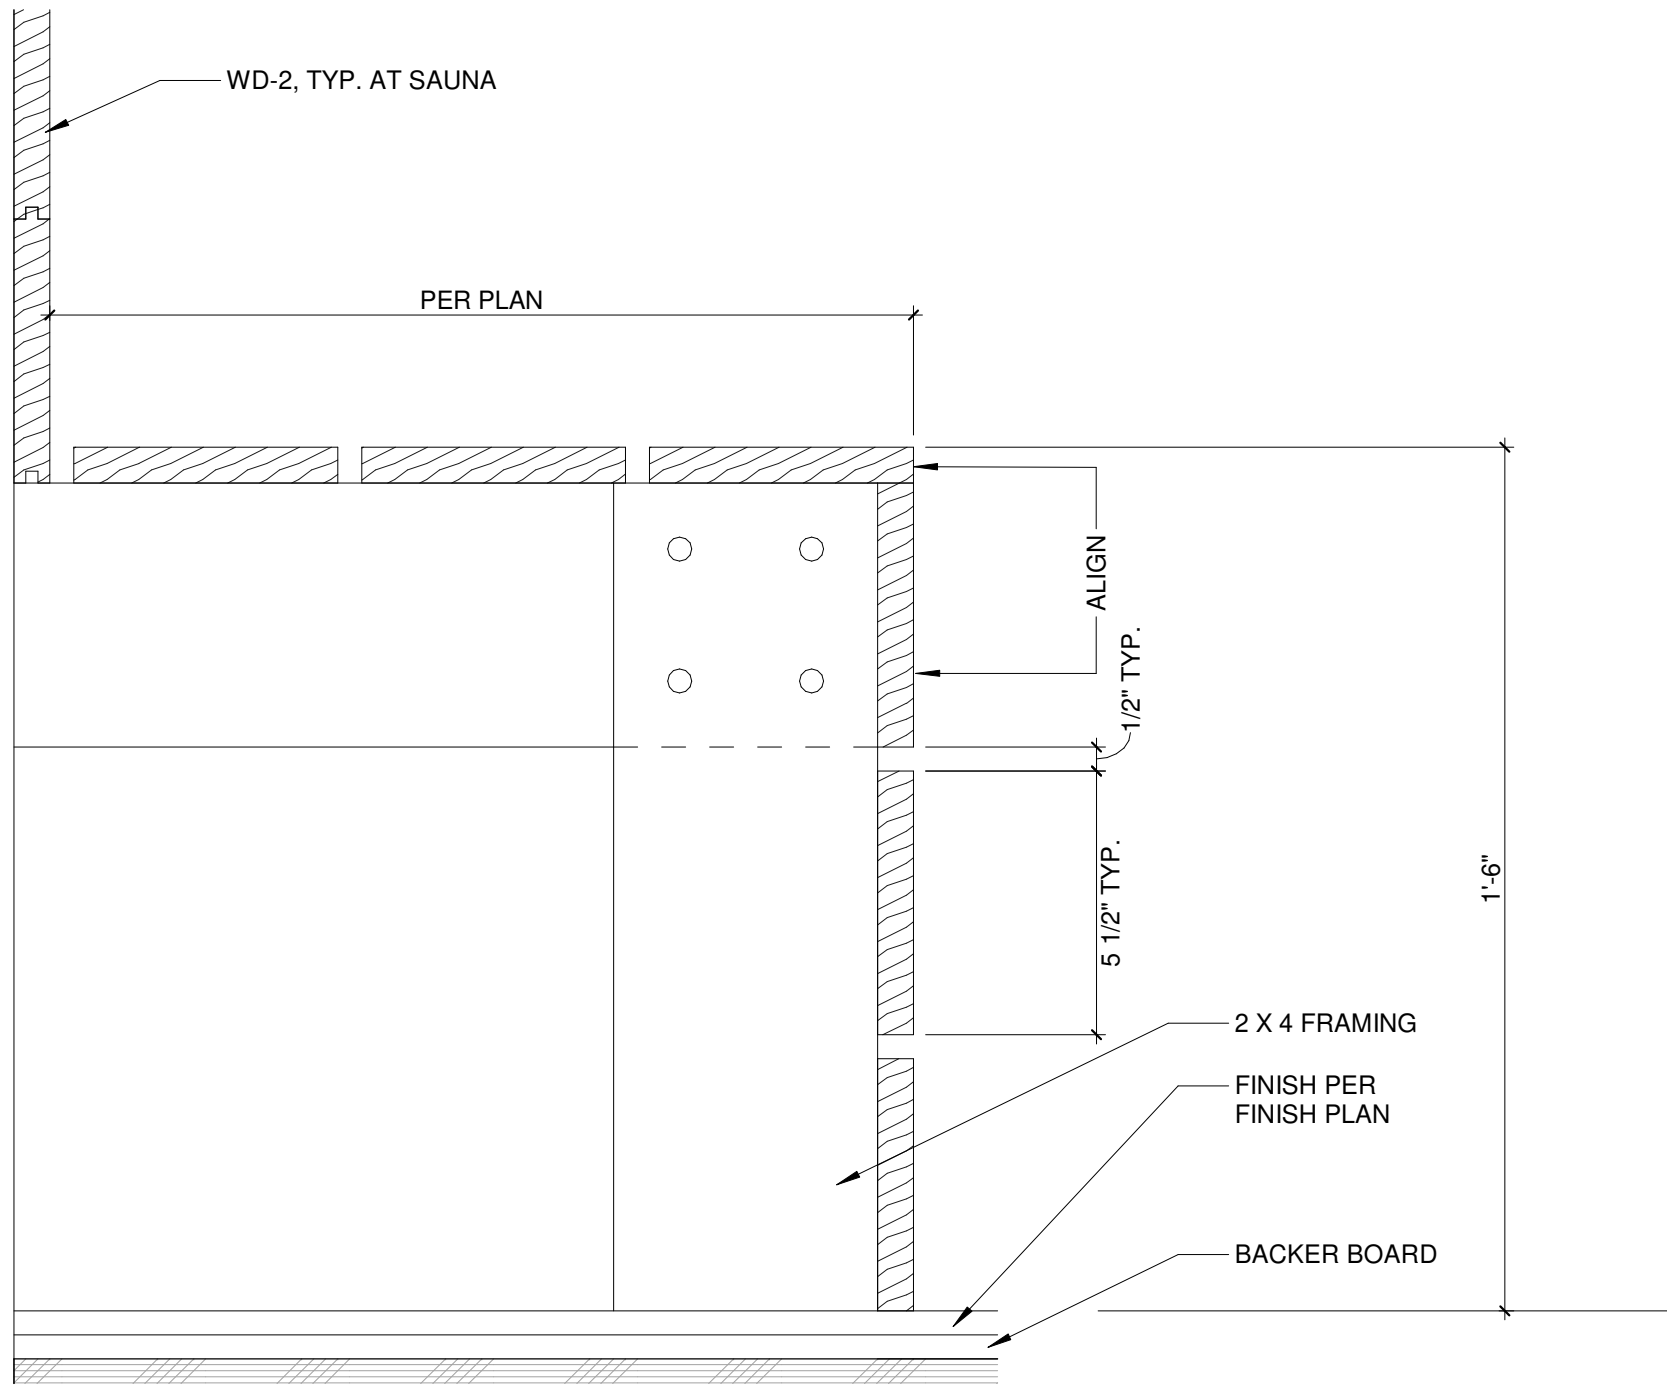 WD-2, TYP. AT SAUNA
PER PLAN
ALIGN
1/2" TYP.
5 1/2" TYP.
1'-6"
2 X 4 FRAMING
FINISH PER
FINISH PLAN
BACKER BOARD